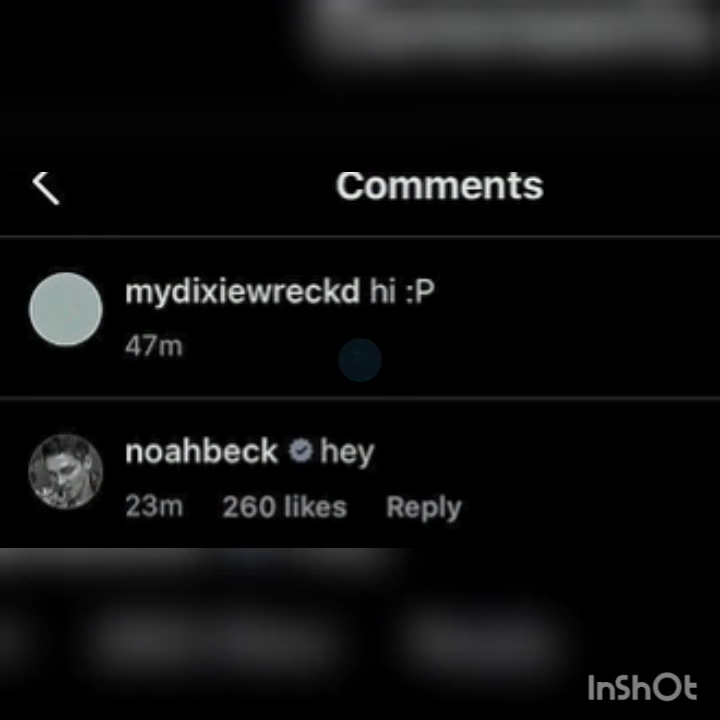 Comments
mydixiewreckd hi :P
47m
noahbeck hey
23m 260 likes Reply
InShOt